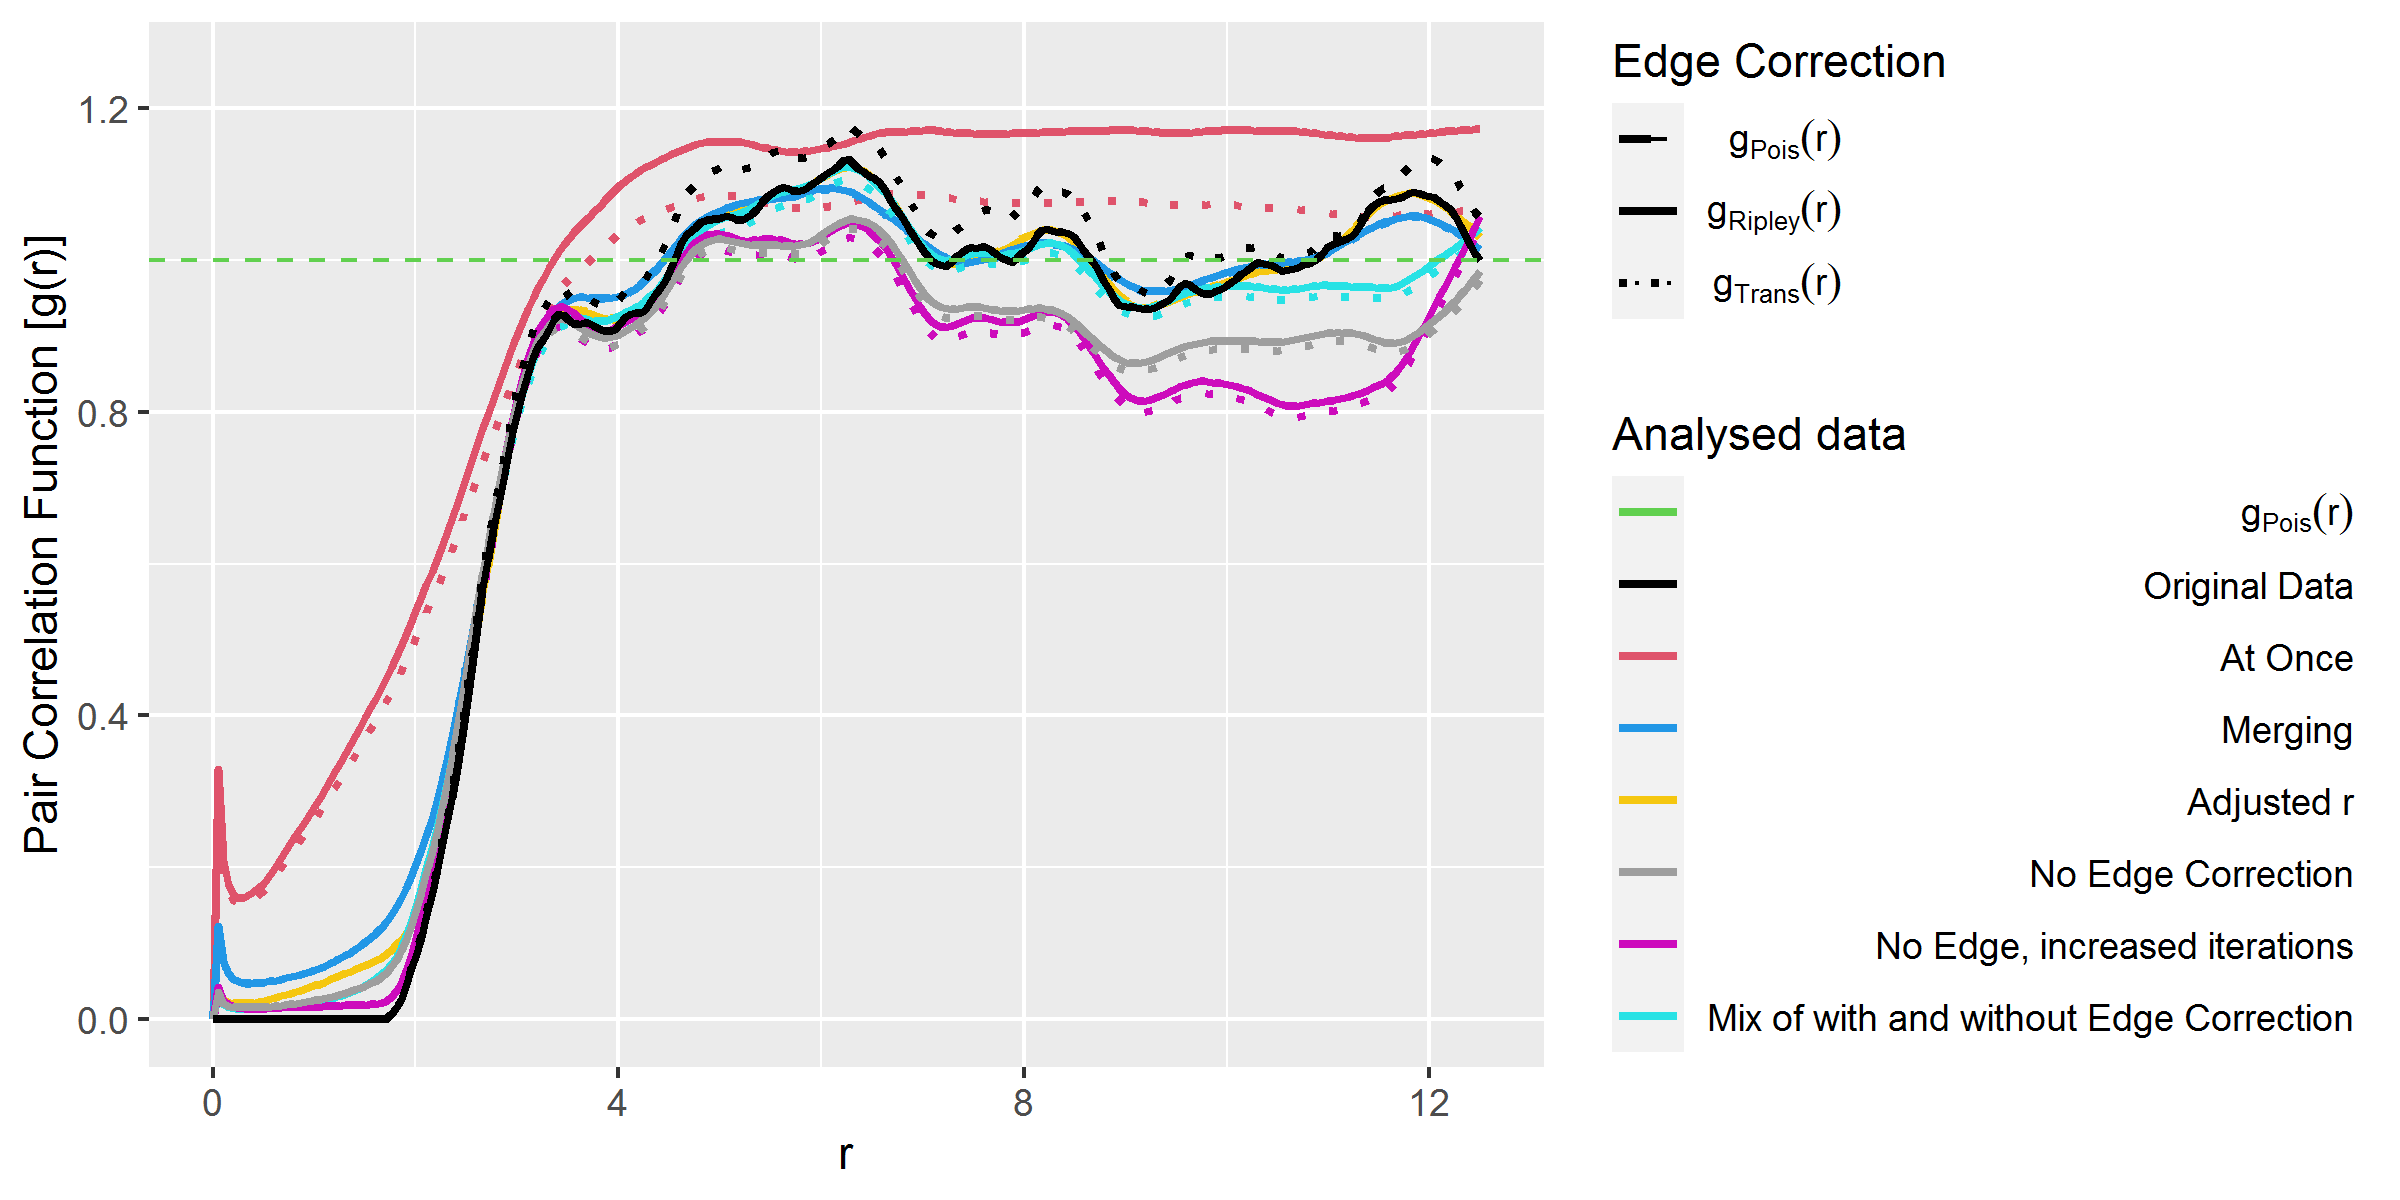 Pair Correlation Function [g(r)]
1.2
0.8
0.4
0.0
0
4
8
12
r
Edge Correction
gPois(r)
gRipley(r)
gTrans(r)
Analysed data
gPois(r)
Original Data
At Once
Merging
Adjusted r
No Edge Correction
No Edge, increased iterations
Mix of with and without Edge Correction